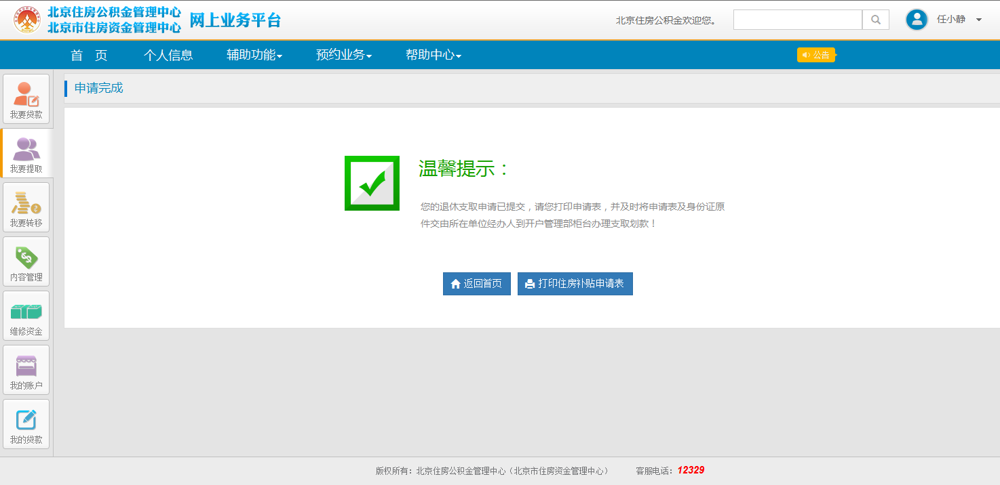 北京住房公积金管理中心
北京市住房资金管理中心
网上业务平台
北京住房公积金欢迎您。
任小静
首 页
个人信息
辅助功能
预约业务
帮助中心
公告
我要贷款
我要提取
我要转移
内容管理
维修资金
我的账户
我的贷款
申请完成
温馨提示：
您的退休支取申请已提交，请您打印申请表，并及时将申请表及身份证原
件交由所在单位经办人到开户管理部柜台办理支取划款！
返回首页
打印住房补贴申请表
版权所有：北京住房公积金管理中心（北京市住房资金管理中心）
客服电话：12329